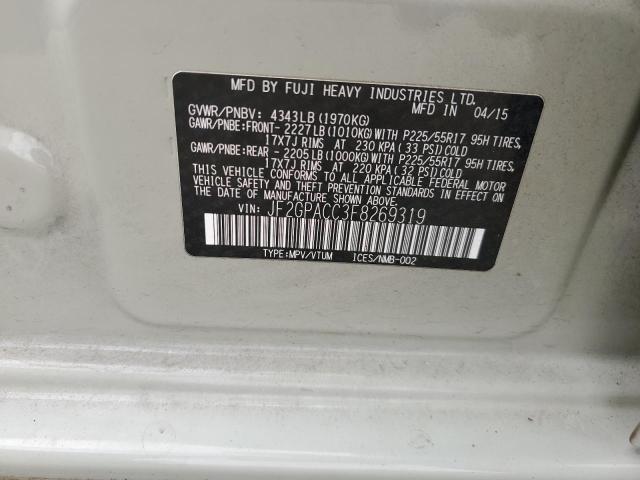 MFD BY FUJI HEAVY INDUSTRIES LTD.
MFD IN 04/15
GVWR/PNBV: 4343LB (1970KG)
GAWR/PNBE:FRONT- 2227LB(1010KG)WITH P225/55R17 95H TIRES,
17X7J RIMS AT 230 KPA ( 33 PSI)COLD
GAWR/PNBE:REAR - 2205LB(1000KG)WITH P225/55R17 95H TIRES,
17X7J RIMS AT 220 KPA ( 32 PSI)COLD
THIS VEHICLE CONFORMS TO ALL APPLICABLE FEDERAL MOTOR
VEHICLE SAFETY AND THEFT PREVENTION STANDARDS IN EFFECT ON
THE DATE OF MANUFACTURE SHOWN ABOVE.
VIN: JF2GPACC3F8269319
TYPE:MPV/VTUM ICES/NMB-002